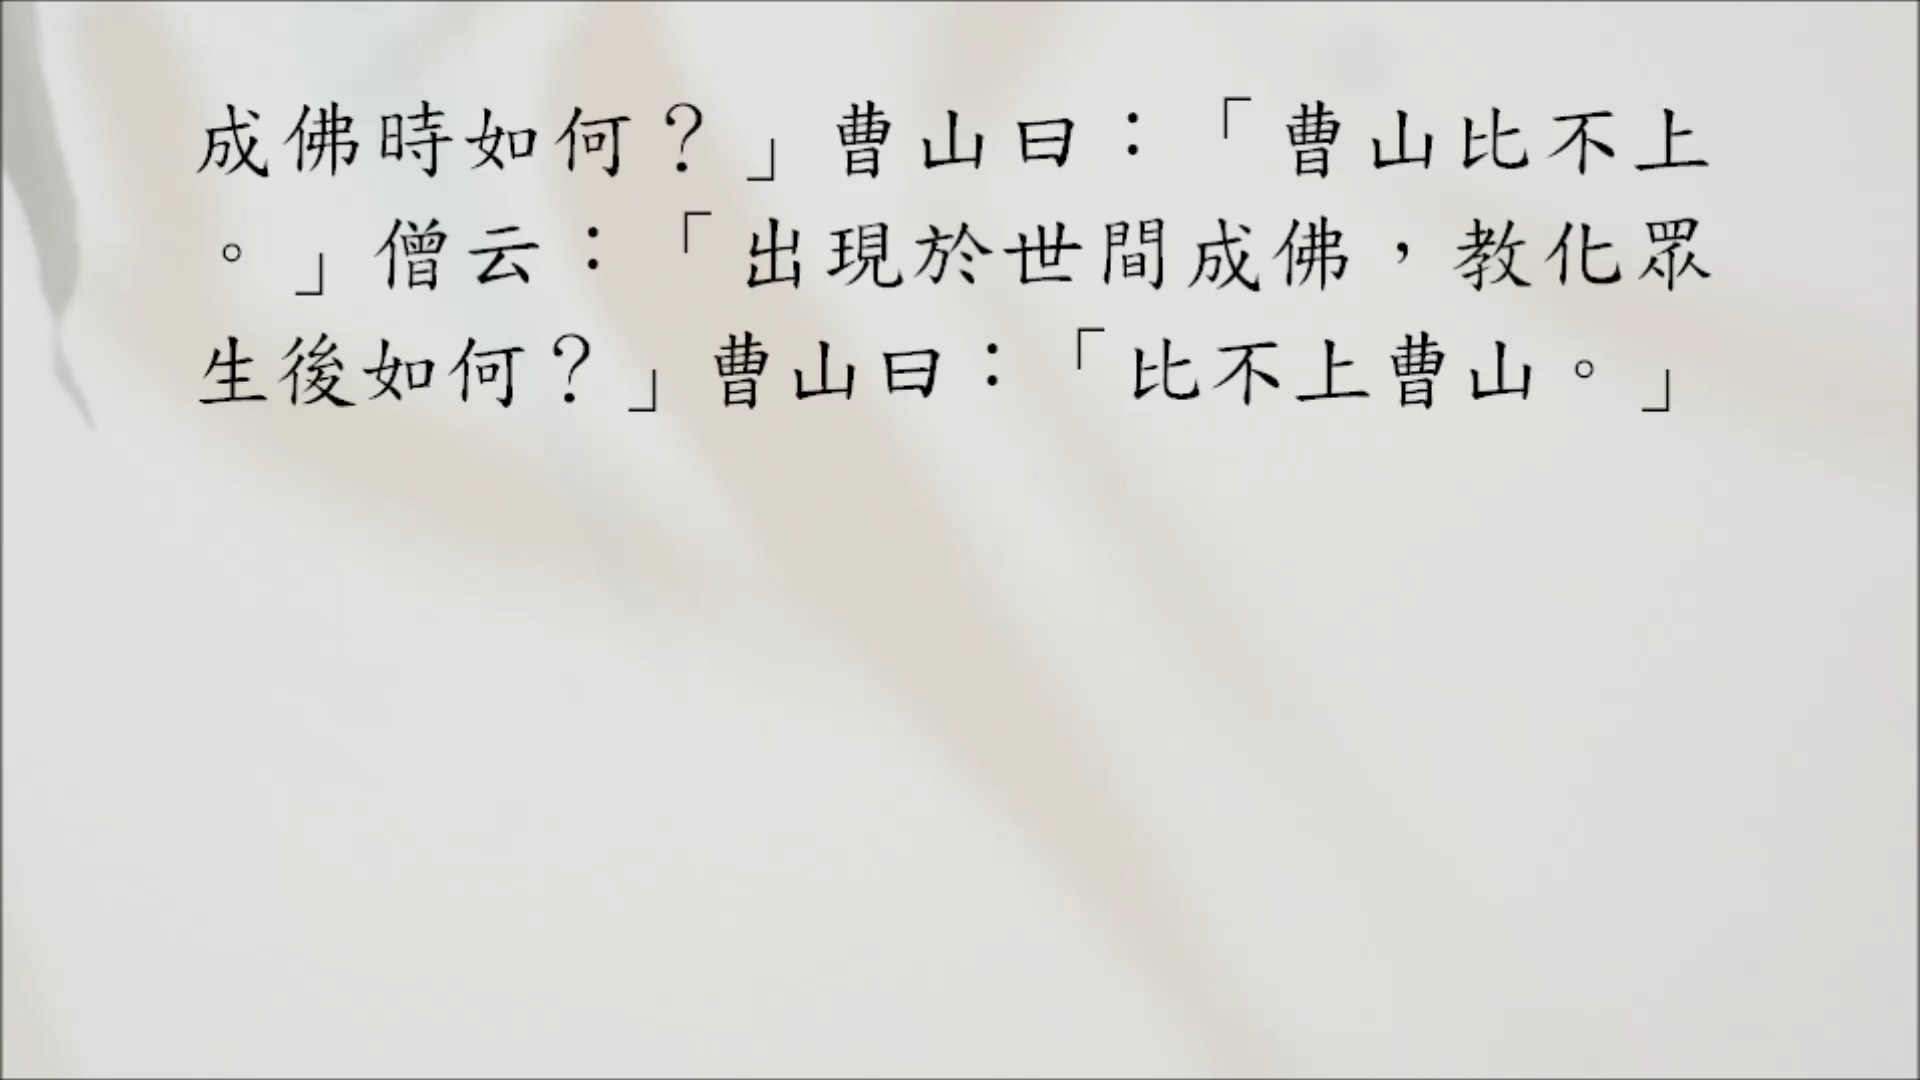 成佛時如何？」曹山曰：「曹山比不上
。」僧云：「出現於世間成佛，教化眾
生後如何？」曹山曰：「比不上曹山。」